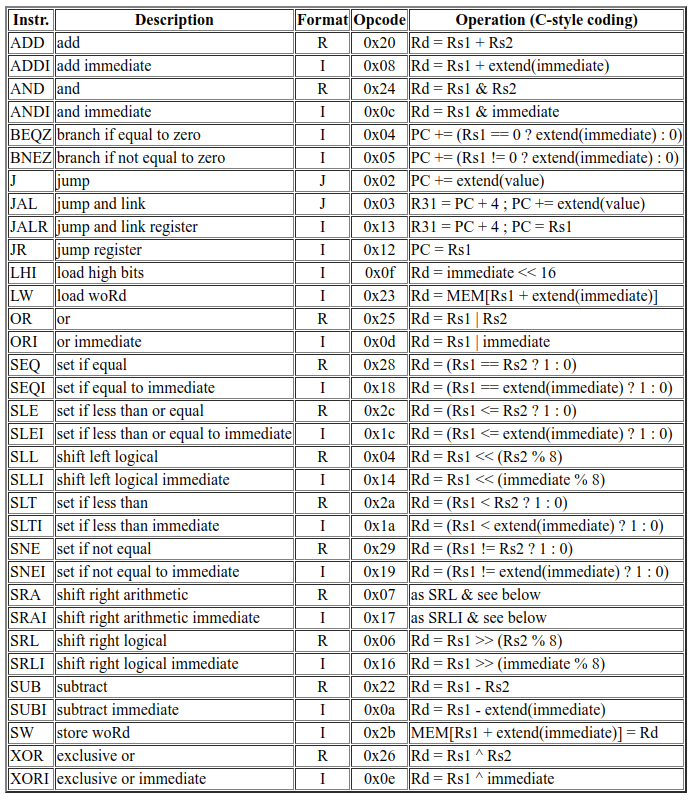 Instr. Description Format Opcode Operation (C-style coding)
ADD add R 0x20 Rd = Rs1 + Rs2
ADDI add immediate I 0x08 Rd = Rs1 + extend(immediate)
AND and R 0x24 Rd = Rs1 & Rs2
ANDI and immediate I 0x0c Rd = Rs1 & immediate
BEQZ branch if equal to zero I 0x04 PC += (Rs1 == 0 ? extend(immediate) : 0)
BNEZ branch if not equal to zero I 0x05 PC += (Rs1 != 0 ? extend(immediate) : 0)
J jump J 0x02 PC += extend(value)
JAL jump and link J 0x03 R31 = PC + 4 ; PC += extend(value)
JALR jump and link register I 0x13 R31 = PC + 4 ; PC = Rs1
JR jump register I 0x12 PC = Rs1
LHI load high bits I 0x0f Rd = immediate << 16
LW load woRd I 0x23 Rd = MEM[Rs1 + extend(immediate)]
OR or R 0x25 Rd = Rs1 | Rs2
ORI or immediate I 0x0d Rd = Rs1 | immediate
SEQ set if equal R 0x28 Rd = (Rs1 == Rs2 ? 1 : 0)
SEQI set if equal to immediate I 0x18 Rd = (Rs1 == extend(immediate) ? 1 : 0)
SLE set if less than or equal R 0x2c Rd = (Rs1 <= Rs2 ? 1 : 0)
SLEI set if less than or equal to immediate I 0x1c Rd = (Rs1 <= extend(immediate) ? 1 : 0)
SLL shift left logical R 0x04 Rd = Rs1 << (Rs2 % 8)
SLLI shift left logical immediate I 0x14 Rd = Rs1 << (immediate % 8)
SLT set if less than R 0x2a Rd = (Rs1 < Rs2 ? 1 : 0)
SLTI set if less than immediate I 0x1a Rd = (Rs1 < extend(immediate) ? 1 : 0)
SNE set if not equal R 0x29 Rd = (Rs1 != Rs2 ? 1 : 0)
SNEI set if not equal to immediate I 0x19 Rd = (Rs1 != extend(immediate) ? 1 : 0)
SRA shift right arithmetic R 0x07 as SRL & see below
SRAI shift right arithmetic immediate I 0x17 as SRLI & see below
SRL shift right logical R 0x06 Rd = Rs1 >> (Rs2 % 8)
SRLI shift right logical immediate I 0x16 Rd = Rs1 >> (immediate % 8)
SUB subtract R 0x22 Rd = Rs1 - Rs2
SUBI subtract immediate I 0x0a Rd = Rs1 - extend(immediate)
SW store woRd I 0x2b MEM[Rs1 + extend(immediate)] = Rd
XOR exclusive or R 0x26 Rd = Rs1 ^ Rs2
XORI exclusive or immediate I 0x0e Rd = Rs1 ^ immediate